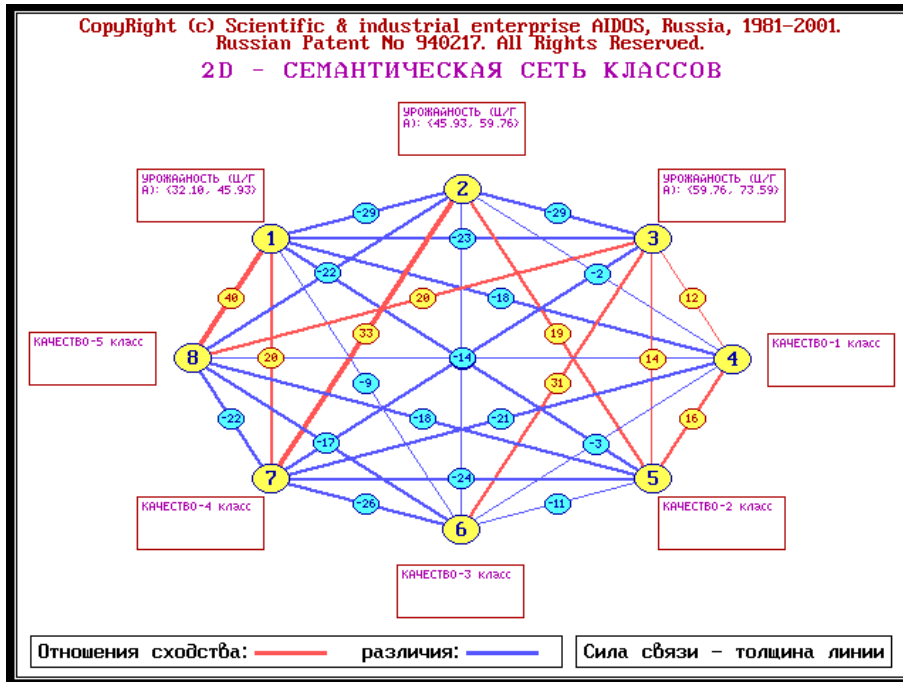 CopyRight (c) Scientific & industrial enterprise AIDOS, Russia, 1981-2001.
Russian Patent No 940217. All Rights Reserved.
2D - СЕМАНТИЧЕСКАЯ СЕТЬ КЛАССОВ
УРОЖАЙНОСТЬ (Ц/Г
А): {45.93, 59.76}
УРОЖАЙНОСТЬ (Ц/Г
А): {32.10, 45.93}
УРОЖАЙНОСТЬ (Ц/Г
А): {59.76, 73.59}
2
-29
-29
1
-23
3
-22
-2
40
20
-18
12
33
19
КАЧЕСТВО-5 класс
КАЧЕСТВО-1 класс
8
20
-14
14
4
-9
31
-22
-18
-21
16
-17
-3
7
-24
5
КАЧЕСТВО-4 класс
-26
-11
КАЧЕСТВО-2 класс
6
КАЧЕСТВО-3 класс
Отношения сходства: различия: Сила связи - толщина линии